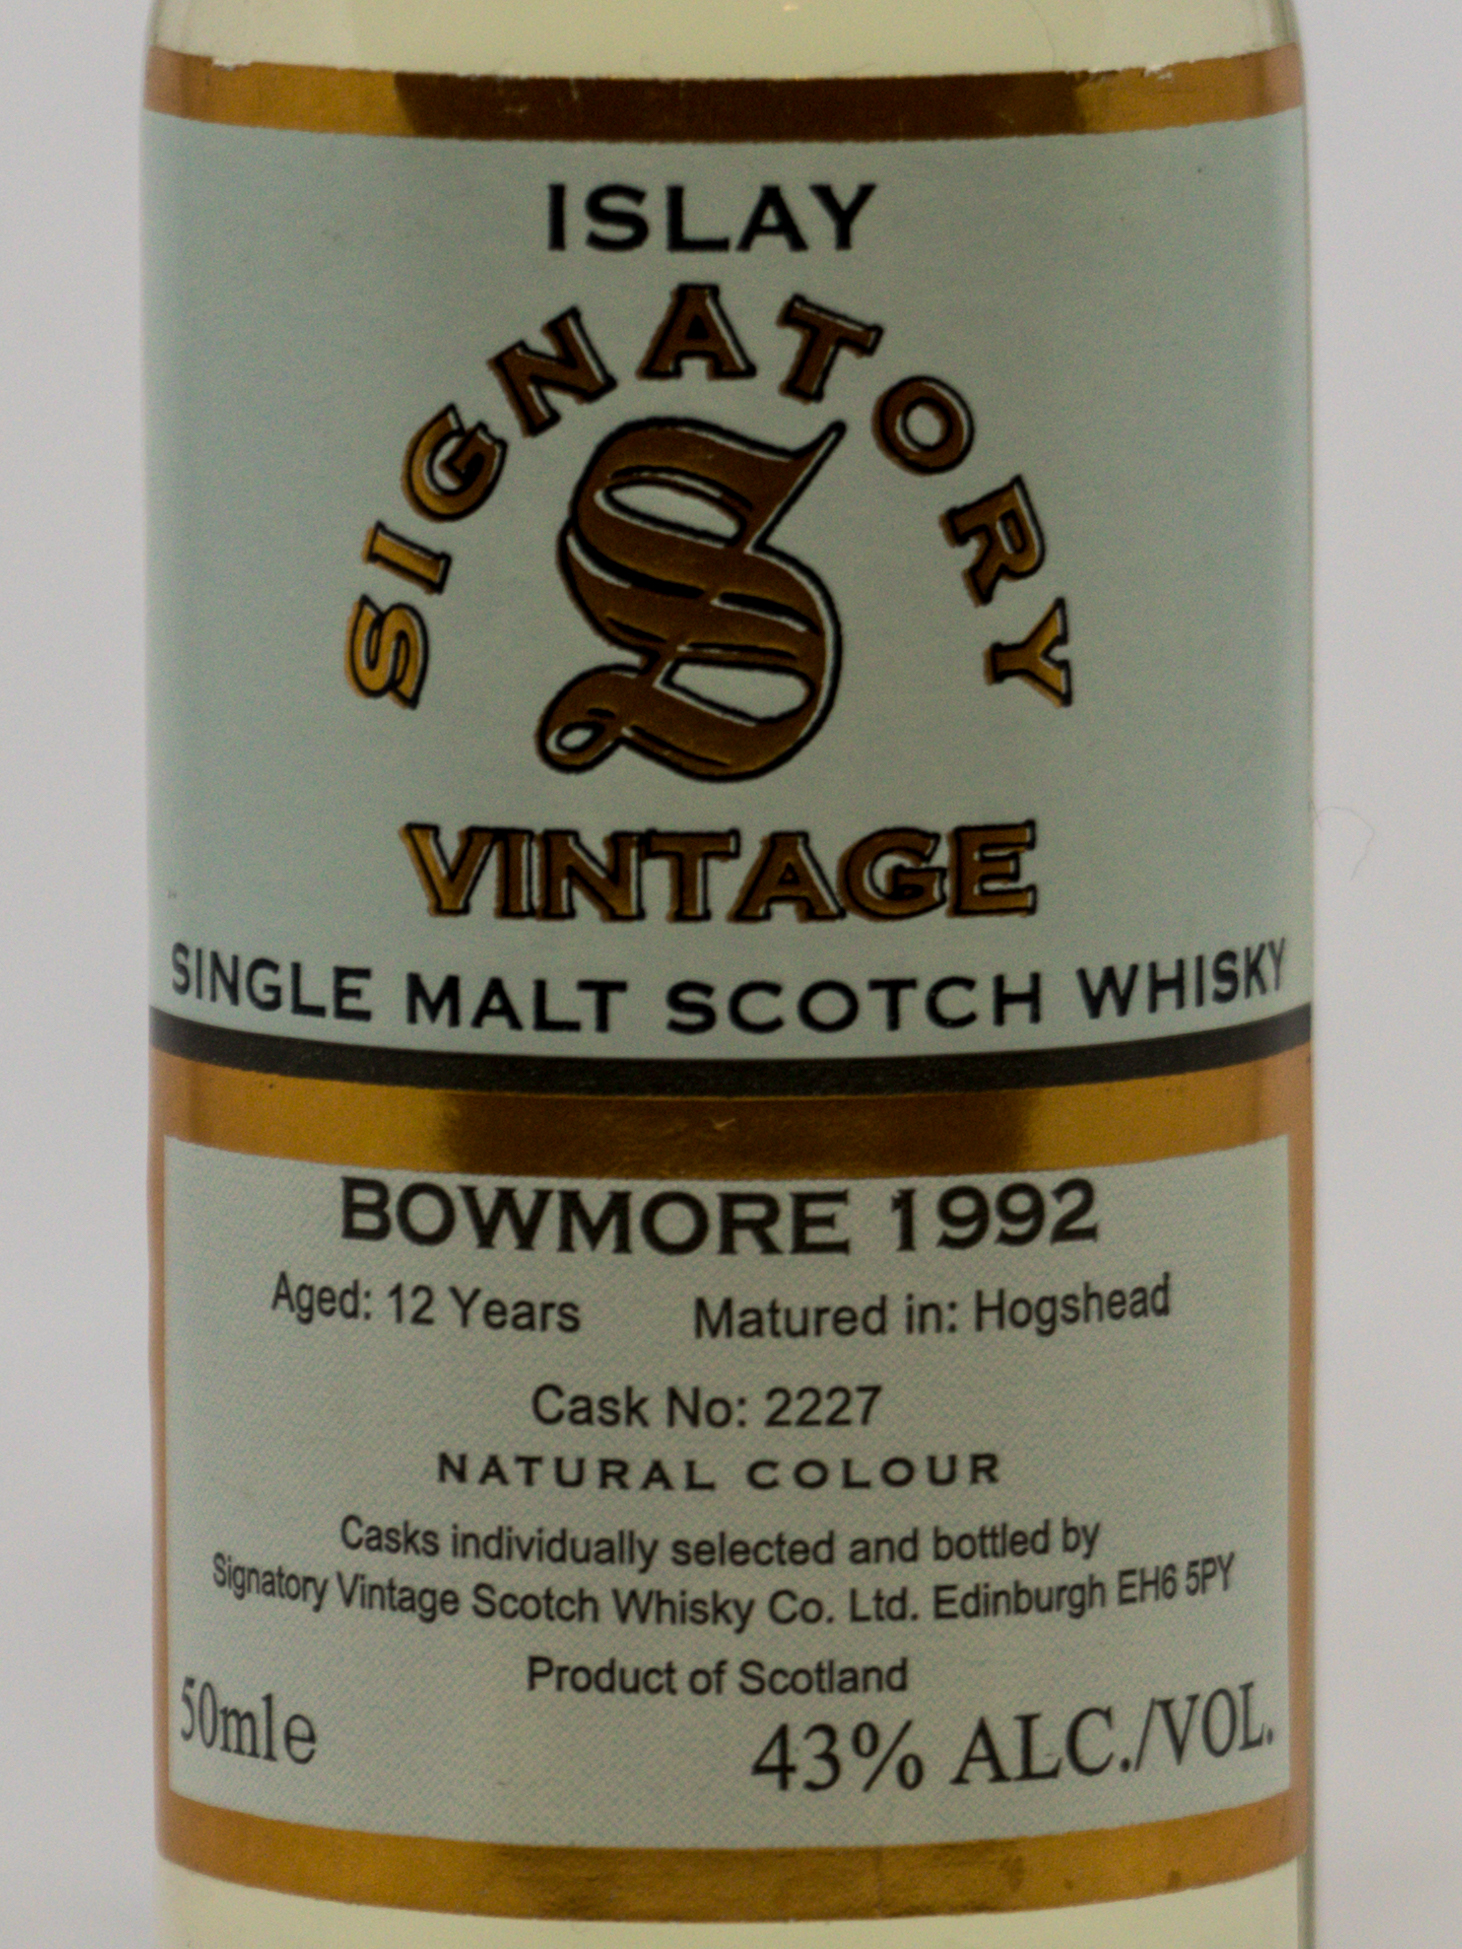 ISLAY
SIGNATORY
S
VINTAGE
SINGLE MALT SCOTCH WHISKY
BOWMORE 1992
Aged: 12 Years Matured in: Hogshead
Cask No: 2227
NATURAL COLOUR
Casks individually selected and bottled by
Signatory Vintage Scotch Whisky Co. Ltd. Edinburgh EH6 5PY
Product of Scotland
50mle 43% ALC./VOL.